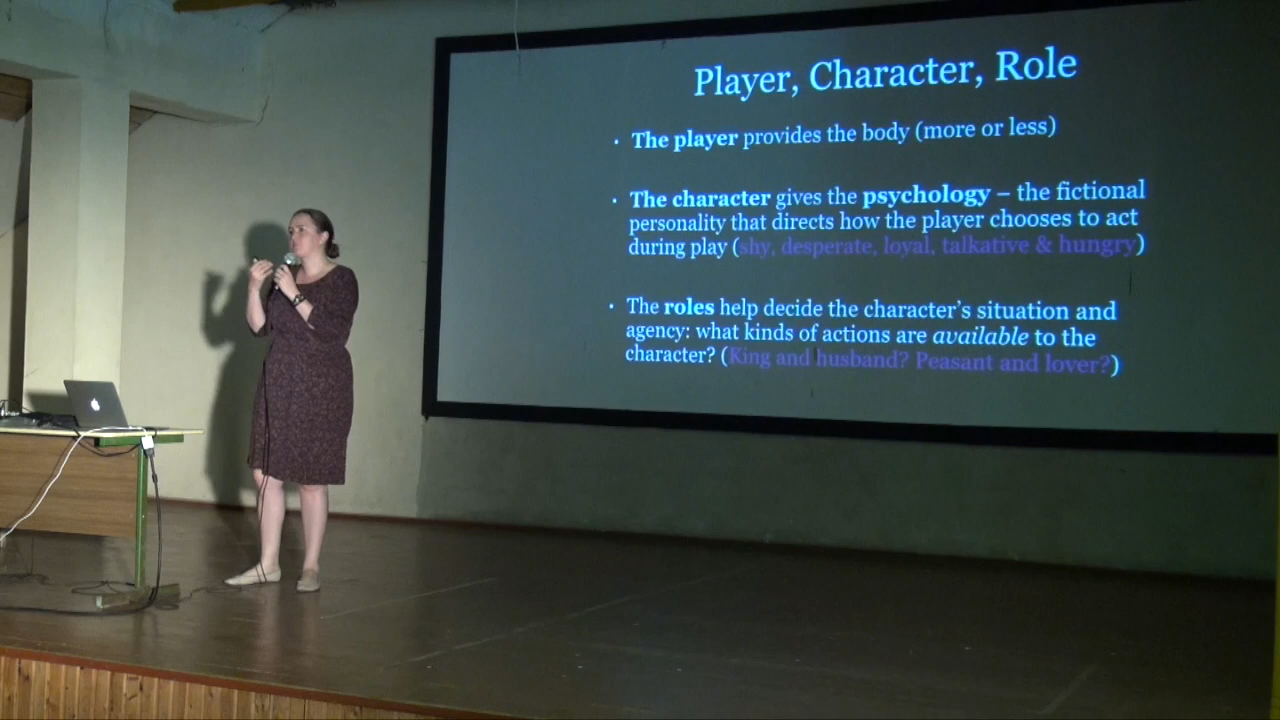 Player, Character, Role
· The player provides the body (more or less)
· The character gives the psychology – the fictional
personality that directs how the player chooses to act
during play (shy, desperate, loyal, talkative & hungry)
· The roles help decide the character's situation and
agency: what kinds of actions are available to the
character? (King and husband? Peasant and lover?)